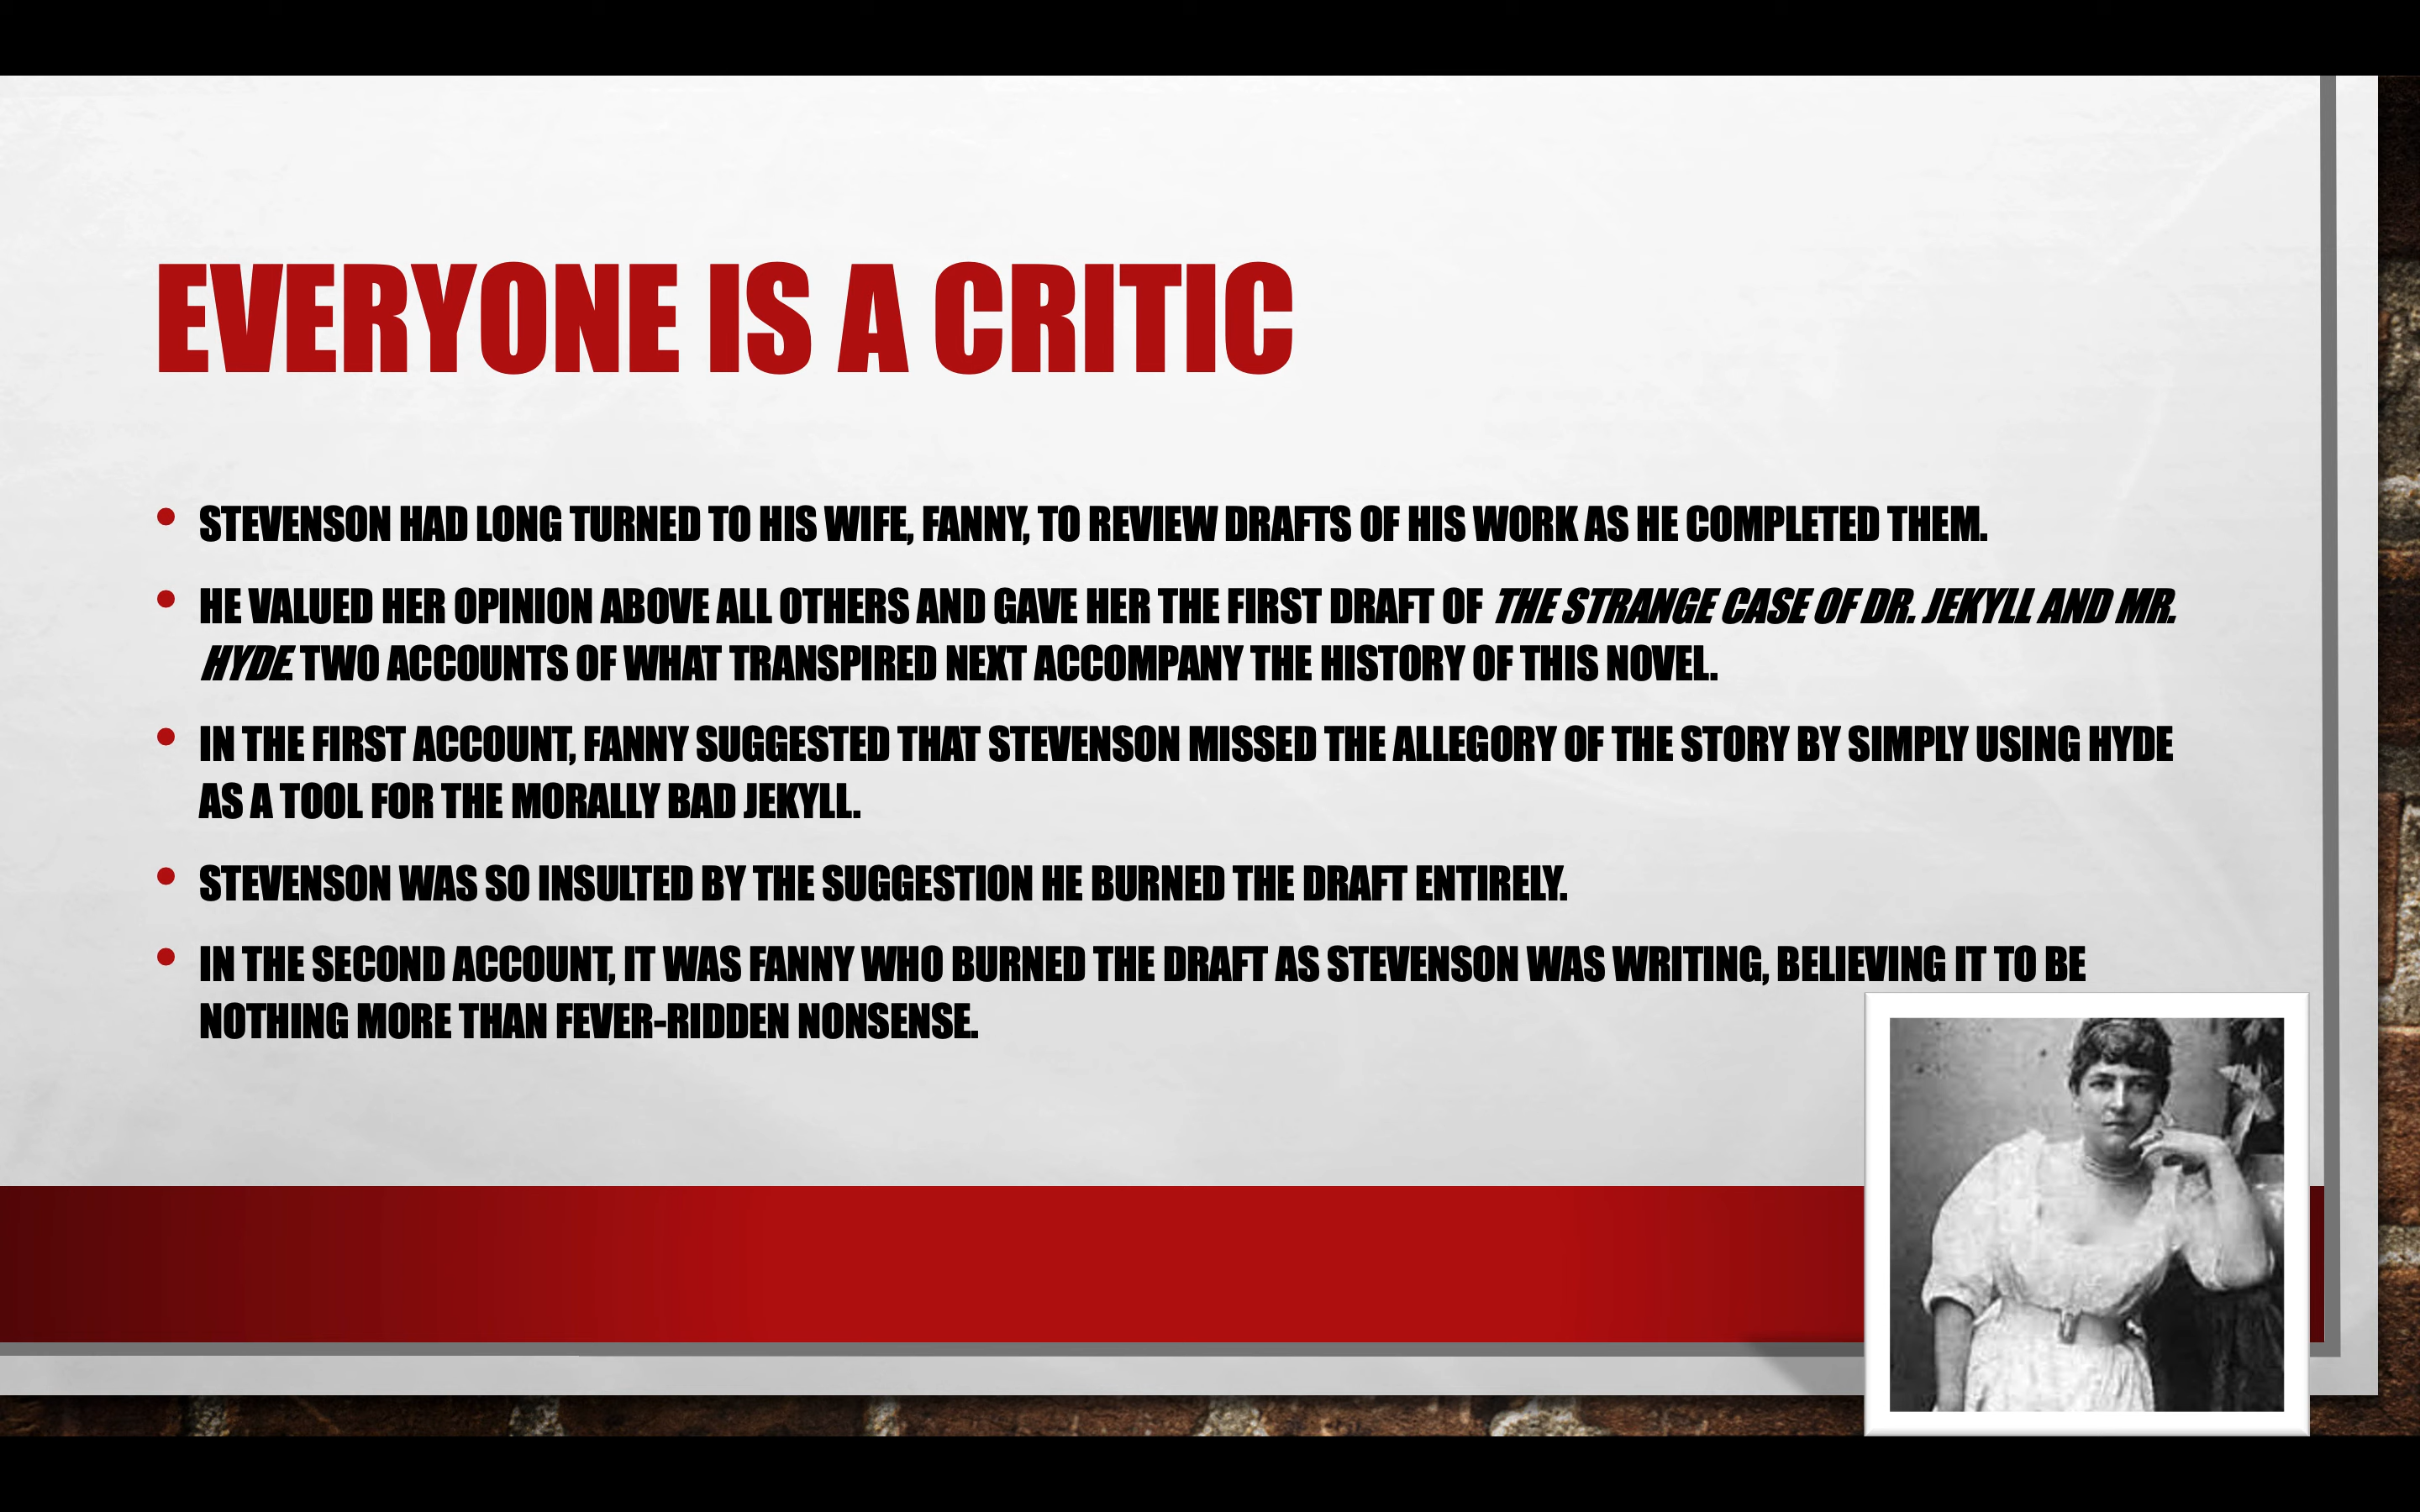 EVERYONE IS A CRITIC
• STEVENSON HAD LONG TURNED TO HIS WIFE, FANNY, TO REVIEW DRAFTS OF HIS WORK AS HE COMPLETED THEM.
• HE VALUED HER OPINION ABOVE ALL OTHERS AND GAVE HER THE FIRST DRAFT OF THE STRANGE CASE OF DR. JEKYLL AND MR.
HYDE. TWO ACCOUNTS OF WHAT TRANSPIRED NEXT ACCOMPANY THE HISTORY OF THIS NOVEL.
• IN THE FIRST ACCOUNT, FANNY SUGGESTED THAT STEVENSON MISSED THE ALLEGORY OF THE STORY BY SIMPLY USING HYDE
AS A TOOL FOR THE MORALLY BAD JEKYLL.
• STEVENSON WAS SO INSULTED BY THE SUGGESTION HE BURNED THE DRAFT ENTIRELY.
• IN THE SECOND ACCOUNT, IT WAS FANNY WHO BURNED THE DRAFT AS STEVENSON WAS WRITING, BELIEVING IT TO BE
NOTHING MORE THAN FEVER-RIDDEN NONSENSE.